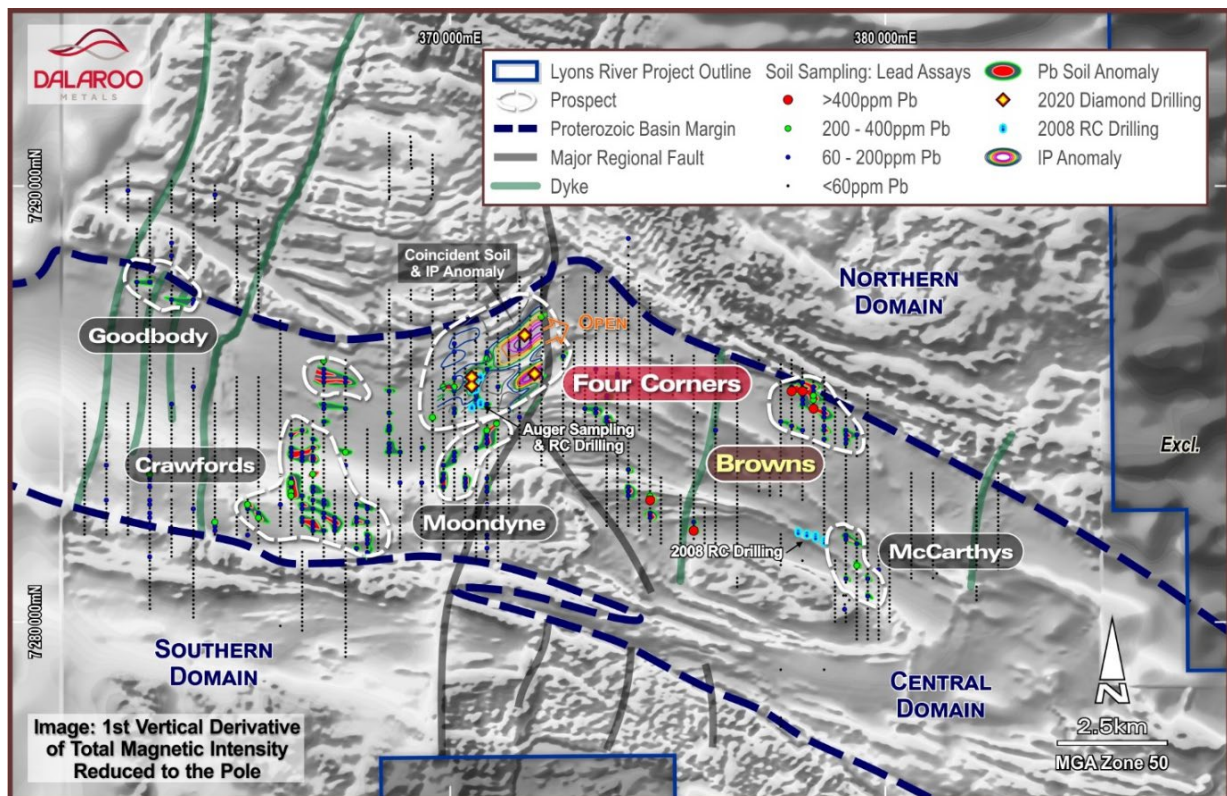 DALAROO
METALS
370 000mE
380 000mE
7 290 000mN
7 280 000mN
Lyons River Project Outline
Prospect
Proterozoic Basin Margin
Major Regional Fault
Dyke
Soil Sampling: Lead Assays
>400ppm Pb
200 - 400ppm Pb
60 - 200ppm Pb
<60ppm Pb
Pb Soil Anomaly
2020 Diamond Drilling
2008 RC Drilling
IP Anomaly
Coincident Soil
& IP Anomaly
NORTHERN
DOMAIN
OPEN
Goodbody
Four Corners
Auger Sampling
& RC Drilling
Excl.
Crawfords
Browns
Moondyne
2008 RC Drilling
McCarthys
SOUTHERN
DOMAIN
CENTRAL
DOMAIN
N
2.5km
MGA Zone 50
Image: 1st Vertical Derivative
of Total Magnetic Intensity
Reduced to the Pole